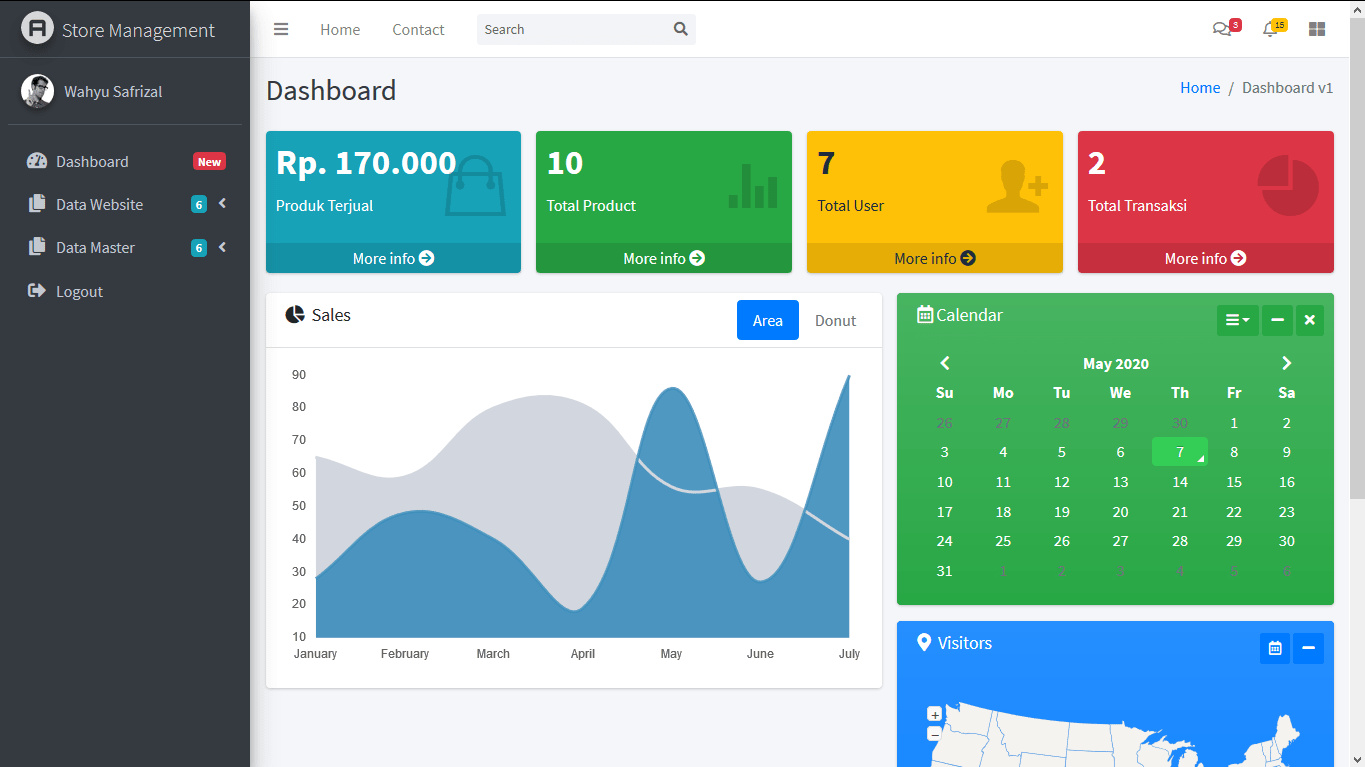 Store Management
Home Contact Search 3 15
Wahyu Safrizal
Dashboard New
Data Website 6
Data Master 6
Logout
Dashboard
Home / Dashboard v1
Rp. 170.000
Produk Terjual
More info
10
Total Product
More info
7
Total User
More info
2
Total Transaksi
More info
Sales
Area Donut
90
80
70
60
50
40
30
20
10
January February March April May June July
Calendar
May 2020
Su Mo Tu We Th Fr Sa
26 27 28 29 30 1 2
3 4 5 6 7 8 9
10 11 12 13 14 15 16
17 18 19 20 21 22 23
24 25 26 27 28 29 30
31 1 2 3 4 5 6
Visitors
+
−